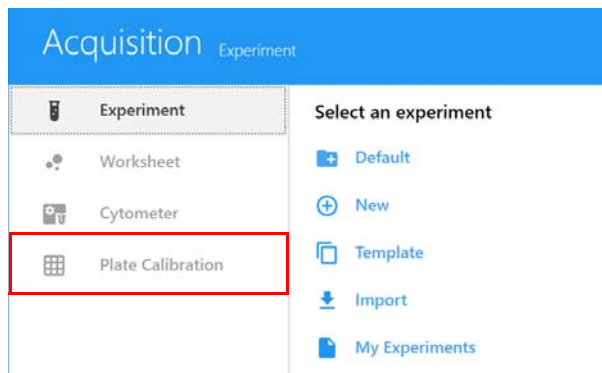 Acquisition Experiment
Experiment
Worksheet
Cytometer
Plate Calibration
Select an experiment
Default
New
Template
Import
My Experiments